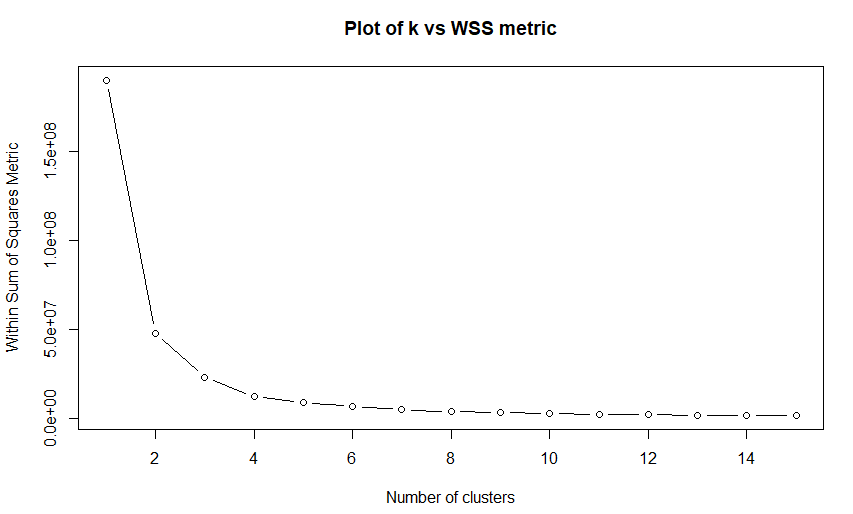 Plot of k vs WSS metric
Within Sum of Squares Metric
1.5e+08
1.0e+08
5.0e+07
0.0e+00
2 4 6 8 10 12 14
Number of clusters